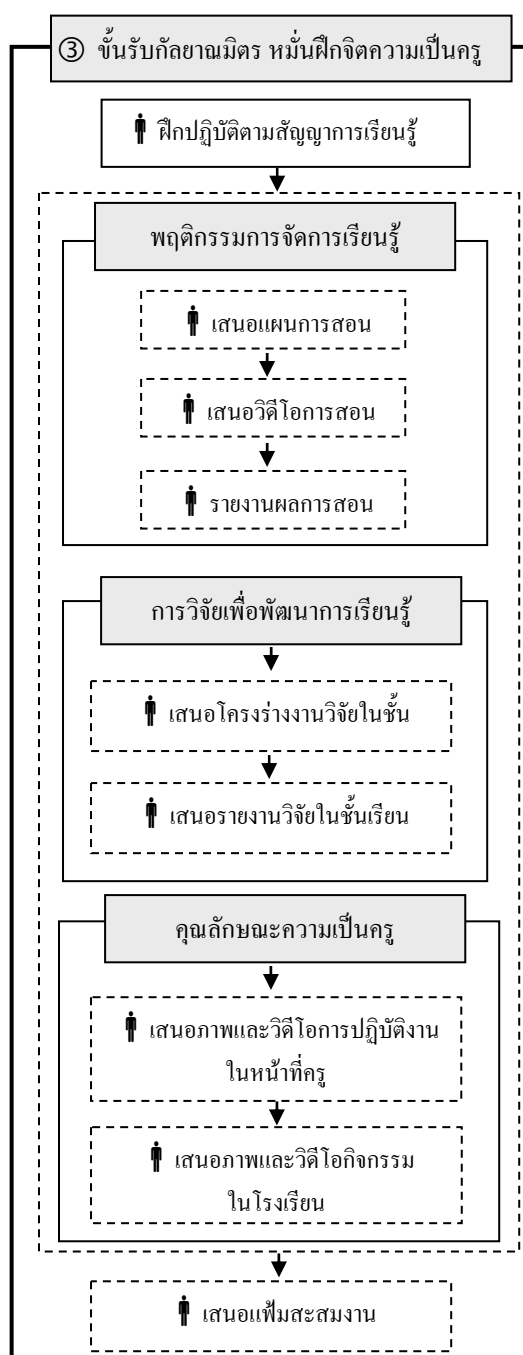 ③ ขั้นรับกัลยาณมิตร หมั่นฝึกจิตความเป็นครู
ฝึกปฏิบัติตามสัญญาการเรียนรู้
พฤติกรรมการจัดการเรียนรู้
เสนอแผนการสอน
เสนอวิดีโอการสอน
รายงานผลการสอน
การวิจัยเพื่อพัฒนาการเรียนรู้
เสนอโครงร่างงานวิจัยในชั้น
เสนอรายงานวิจัยในชั้นเรียน
คุณลักษณะความเป็นครู
เสนอภาพและวิดีโอการปฏิบัติงาน
ในหน้าที่ครู
เสนอภาพและวิดีโอกิจกรรม
ในโรงเรียน
เสนอแฟ้มสะสมงาน